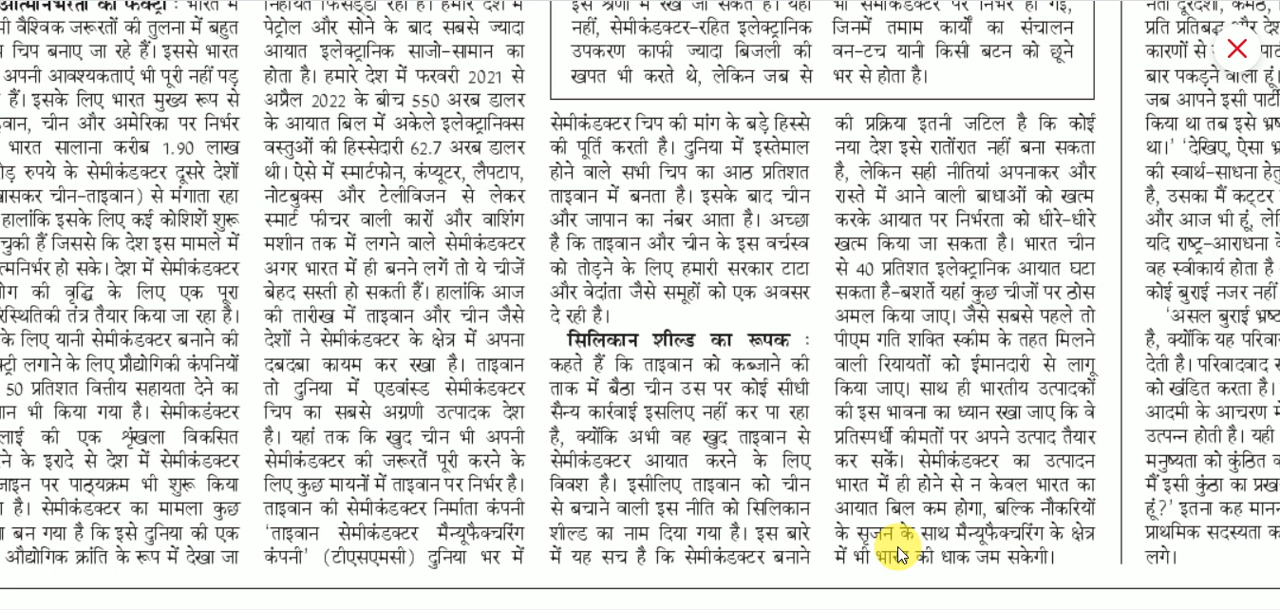 आत्मनिर्भरता की फैक्ट्री : भारत में
वैश्विक जरूरतों की तुलना में बहुत
चिप बनाए जा रहे हैं। इससे भारत
अपनी आवश्यकताएं भी पूरी नहीं पड़
हैं। इसके लिए भारत मुख्य रूप से
चीन और अमेरिका पर निर्भर
भारत सालाना करीब 1.90 लाख
रुपये के सेमीकंडक्टर दूसरे देशों
चीन-ताइवान) से मंगाता रहा
हालांकि इसके लिए कई कोशिशें शुरू
चुकी हैं जिससे कि देश इस मामले में
हो सके। देश में सेमीकंडक्टर
की वृद्धि के लिए एक पूरा
तंत्र तैयार किया जा रहा है।
के लिए यानी सेमीकंडक्टर बनाने की
लगाने के लिए प्रौद्योगिकी कंपनियों
50 प्रतिशत वित्तीय सहायता देने का
भी किया गया है। सेमीकडंक्टर
की एक श्रृंखला विकसित
के इरादे से देश में सेमीकंडक्टर
पर पाठ्यक्रम भी शुरू किया
है। सेमीकंडक्टर का मामला कुछ
बन गया है कि इसे दुनिया की एक
औद्योगिक क्रांति के रूप में देखा जा
निहायत फिसड्डी रहा है। हमारे देश में
पेट्रोल और सोने के बाद सबसे ज्यादा
आयात इलेक्ट्रानिक साजो-सामान का
होता है। हमारे देश में फरवरी 2021 से
अप्रैल 2022 के बीच 550 अरब डालर
के आयात बिल में अकेले इलेक्ट्रानिक्स
वस्तुओं की हिस्सेदारी 62.7 अरब डालर
थी। ऐसे में स्मार्टफोन, कंप्यूटर, लैपटाप,
नोटबुक्स और टेलीविजन से लेकर
स्मार्ट फीचर वाली कारों और वाशिंग
मशीन तक में लगने वाले सेमीकंडक्टर
अगर भारत में ही बनने लगें तो ये चीजें
बेहद सस्ती हो सकती हैं। हालांकि आज
की तारीख में ताइवान और चीन जैसे
देशों ने सेमीकंडक्टर के क्षेत्र में अपना
दबदबा कायम कर रखा है। ताइवान
तो दुनिया में एडवांस्ड सेमीकंडक्टर
चिप का सबसे अग्रणी उत्पादक देश
है। यहां तक कि खुद चीन भी अपनी
सेमीकंडक्टर की जरूरतें पूरी करने के
लिए कुछ मायनों में ताइवान पर निर्भर है।
ताइवान की सेमीकंडक्टर निर्माता कंपनी
'ताइवान सेमीकंडक्टर मैन्यूफैक्चरिंग
कंपनी' (टीएसएमसी) दुनिया भर में
इस श्रेणी में रखे जा सकते हैं। यही
नहीं, सेमीकंडक्टर-रहित इलेक्ट्रानिक
उपकरण काफी ज्यादा बिजली की
खपत भी करते थे, लेकिन जब से
भी सेमीकंडक्टर पर निर्भर हो गई,
जिनमें तमाम कार्यों का संचालन
वन-टच यानी किसी बटन को छूने
भर से होता है।
सेमीकंडक्टर चिप की मांग के बड़े हिस्से
की पूर्ति करती है। दुनिया में इस्तेमाल
होने वाले सभी चिप का आठ प्रतिशत
ताइवान में बनता है। इसके बाद चीन
और जापान का नंबर आता है। अच्छा
है कि ताइवान और चीन के इस वर्चस्व
को तोड़ने के लिए हमारी सरकार टाटा
और वेदांता जैसे समूहों को एक अवसर
दे रही है।
सिलिकान शील्ड का रूपक :
कहते हैं कि ताइवान को कब्जाने की
ताक में बैठा चीन उस पर कोई सीधी
सैन्य कार्रवाई इसलिए नहीं कर पा रहा
है, क्योंकि अभी वह खुद ताइवान से
सेमीकंडक्टर आयात करने के लिए
विवश है। इसीलिए ताइवान को चीन
से बचाने वाली इस नीति को सिलिकान
शील्ड का नाम दिया गया है। इस बारे
में यह सच है कि सेमीकंडक्टर बनाने
की प्रक्रिया इतनी जटिल है कि कोई
नया देश इसे रातोंरात नहीं बना सकता
है, लेकिन सही नीतियां अपनाकर और
रास्ते में आने वाली बाधाओं को खत्म
करके आयात पर निर्भरता को धीरे-धीरे
खत्म किया जा सकता है। भारत चीन
से 40 प्रतिशत इलेक्ट्रानिक आयात घटा
सकता है-बशर्ते यहां कुछ चीजों पर ठोस
अमल किया जाए। जैसे सबसे पहले तो
पीएम गति शक्ति स्कीम के तहत मिलने
वाली रियायतों को ईमानदारी से लागू
किया जाए। साथ ही भारतीय उत्पादकों
की इस भावना का ध्यान रखा जाए कि वे
प्रतिस्पर्धी कीमतों पर अपने उत्पाद तैयार
कर सकें। सेमीकंडक्टर का उत्पादन
भारत में ही होने से न केवल भारत का
आयात बिल कम होगा, बल्कि नौकरियों
के सृजन के साथ मैन्यूफैक्चरिंग के क्षेत्र
में भी भारत की धाक जम सकेगी।
नेता दूरदर्शी, कर्मठ,
प्रति प्रतिबद्ध और
कारणों से
बार पकड़ने वाला हूं
जब आपने इसी पार्टी
किया था तब इसे
था।' 'देखिए, ऐसा
की स्वार्थ-साधना हेतु
है, उसका मैं कट्टर
और आज भी हूं,
यदि राष्ट्र-आराधना
वह स्वीकार्य होता है
कोई बुराई नजर नहीं
'असल बुराई
है, क्योंकि यह
देती है। परिवादवाद
को खंडित करता है।
आदमी के आचरण से
उत्पन्न होती है। यही
मनुष्यता को कुंठित
मैं इसी कुंठा का
हूं?' इतना कह
प्राथमिक सदस्यता
लगे।